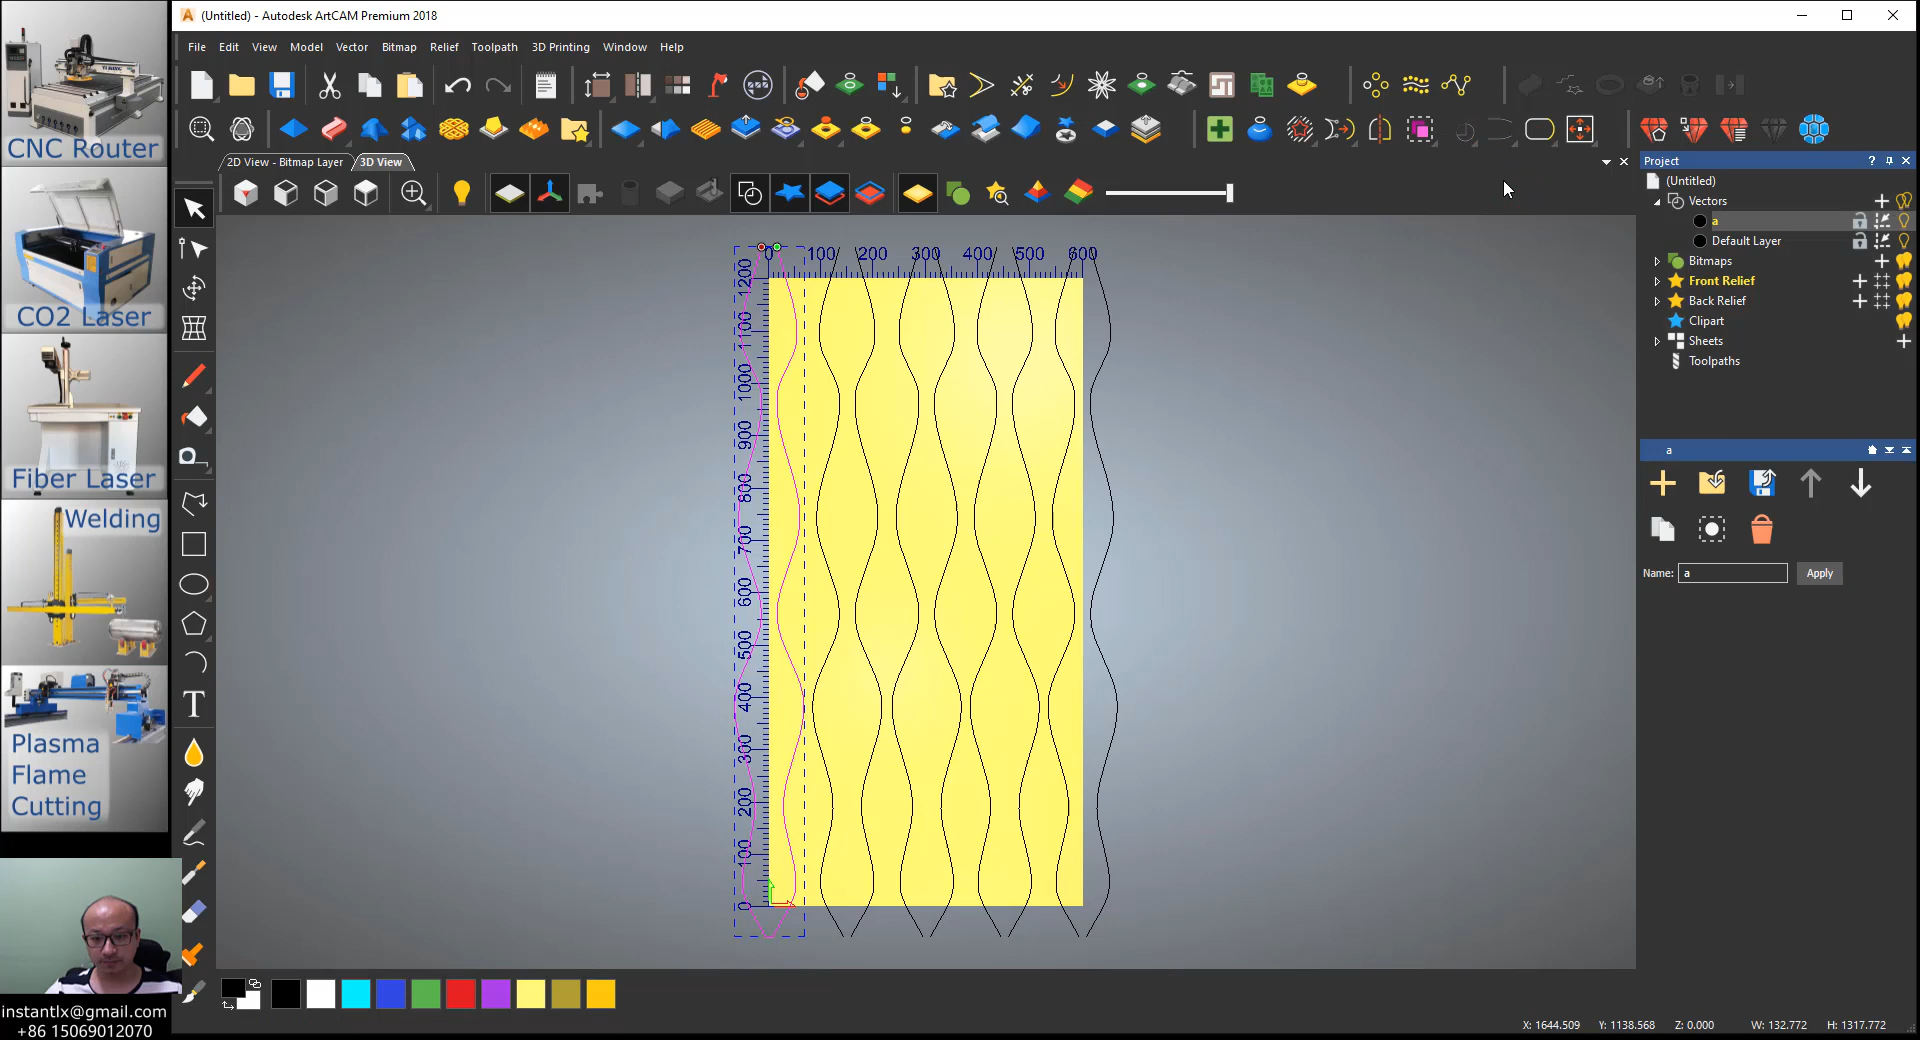 (Untitled) - Autodesk ArtCAM Premium 2018
File Edit View Model Vector Bitmap Relief Toolpath 3D Printing Window Help
2D View - Bitmap Layer
3D View
Project
(Untitled)
Vectors
a
Default Layer
Bitmaps
Front Relief
Back Relief
Clipart
Sheets
Toolpaths
a
Name: a Apply
0 100 200 300 400 500 600
1200
1100
1000
900
800
700
600
500
400
300
200
100
0
CNC Router
CO2 Laser
Fiber Laser
Welding
Plasma
Flame
Cutting
instantlx@gmail.com
+86 15069012070
X: 1644.509 Y: 1138.568 Z: 0.000 W: 132.772 H: 1317.772